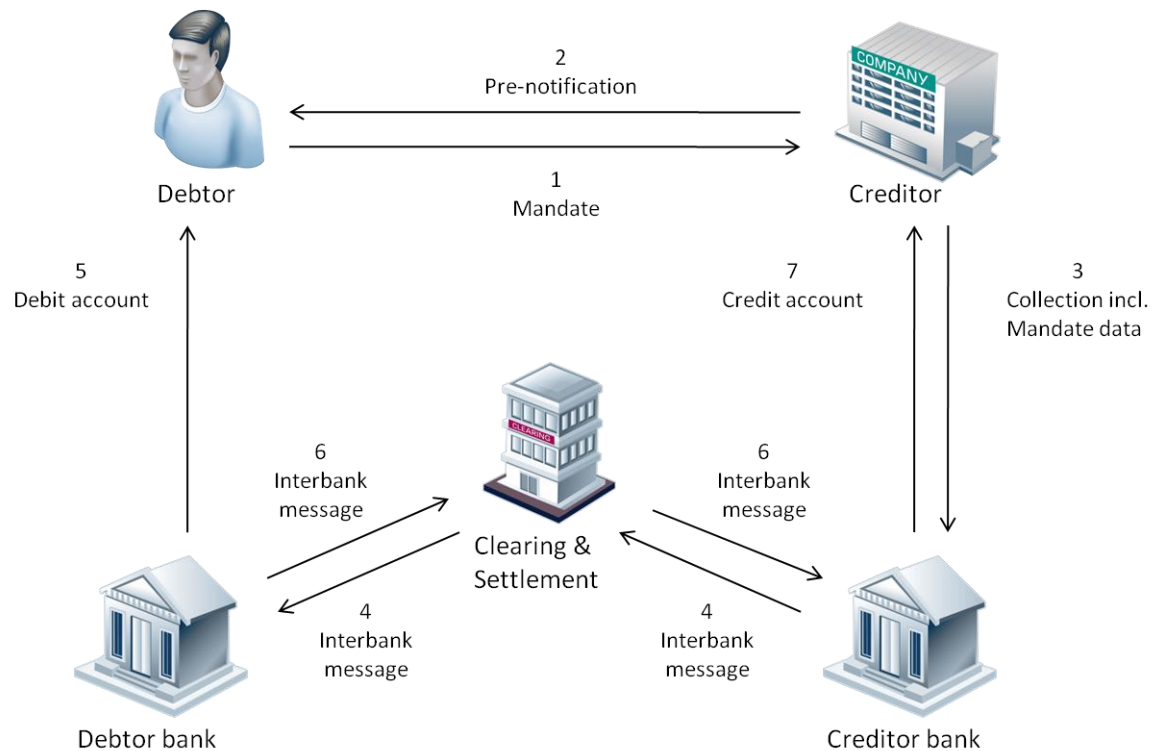 2
Pre-notification
COMPANY
1
Mandate
Debtor
Creditor
5
Debit account
7
Credit account
3
Collection incl.
Mandate data
CLEARING
6
Interbank
message
6
Interbank
message
Clearing &
Settlement
4
Interbank
message
4
Interbank
message
Debtor bank
Creditor bank